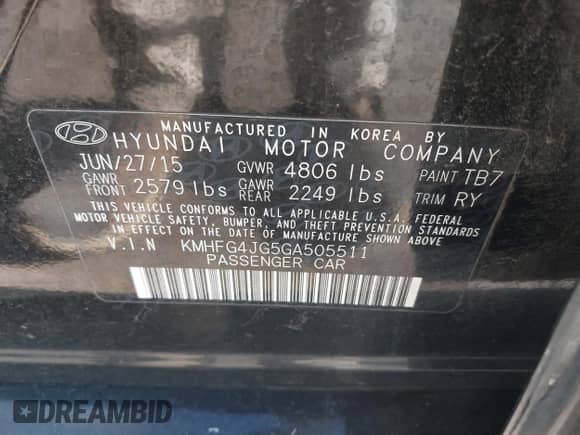 MANUFACTURED IN KOREA BY
HYUNDAI MOTOR COMPANY
JUN/27/15 GVWR 4806 lbs PAINT TB7
GAWR FRONT 2579 lbs GAWR REAR 2249 lbs TRIM RY
THIS VEHICLE CONFORMS TO ALL APPLICABLE U.S.A. FEDERAL
MOTOR VEHICLE SAFETY, BUMPER, AND THEFT PREVENTION STANDARDS
IN EFFECT ON THE DATE OF MANUFACTURE SHOWN ABOVE.
V.I.N KMHFG4JG5GA505511
PASSENGER CAR
DREAMBID